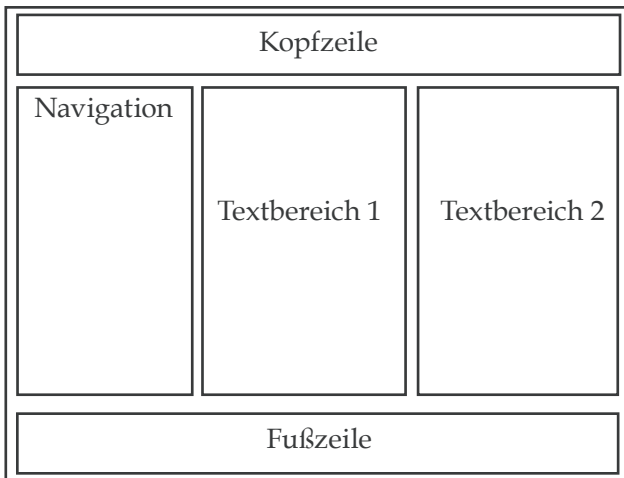 Kopfzeile
Navigation
Textbereich 1
Textbereich 2
Fußzeile